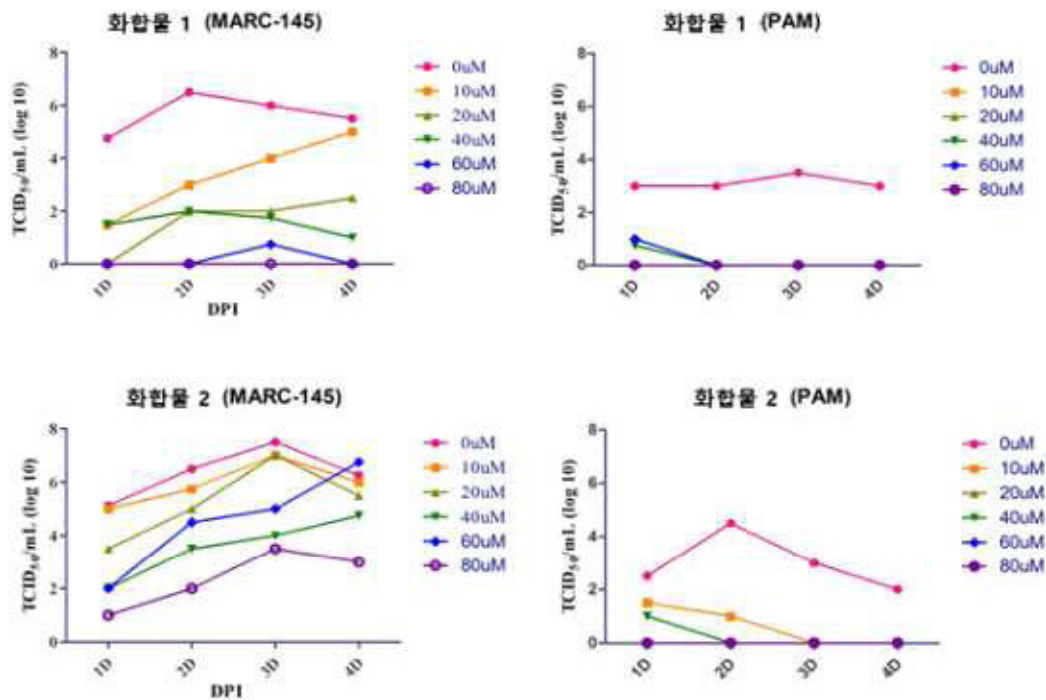 화합물 1 (MARC-145)
TCID50/mL (log 10)
8
6
4
2
0
1D
2D
3D
4D
DPI
0uM
10uM
20uM
40uM
60uM
80uM
화합물 1 (PAM)
TCID50/mL (log 10)
8
6
4
2
0
1D
2D
3D
4D
0uM
10uM
20uM
40uM
60uM
80uM
화합물 2 (MARC-145)
TCID50/mL (log 10)
8
6
4
2
0
1D
2D
3D
4D
DPI
0uM
10uM
20uM
40uM
60uM
80uM
화합물 2 (PAM)
TCID50/mL (log 10)
8
6
4
2
0
1D
2D
3D
4D
0uM
10uM
20uM
40uM
60uM
80uM